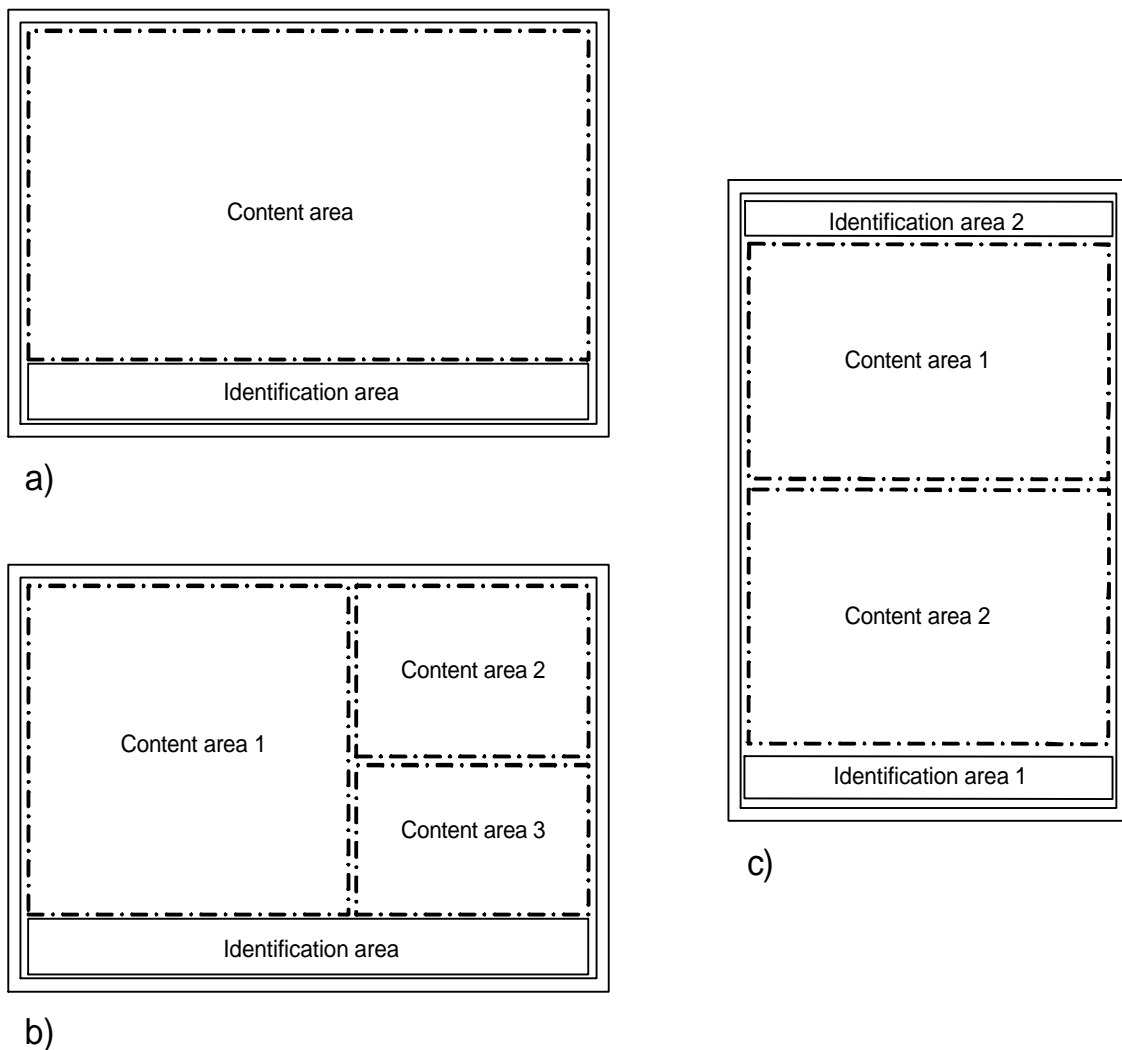 Content area
Identification area
a)
Content area 1
Content area 2
Content area 3
Identification area
b)
Identification area 2
Content area 1
Content area 2
Identification area 1
c)